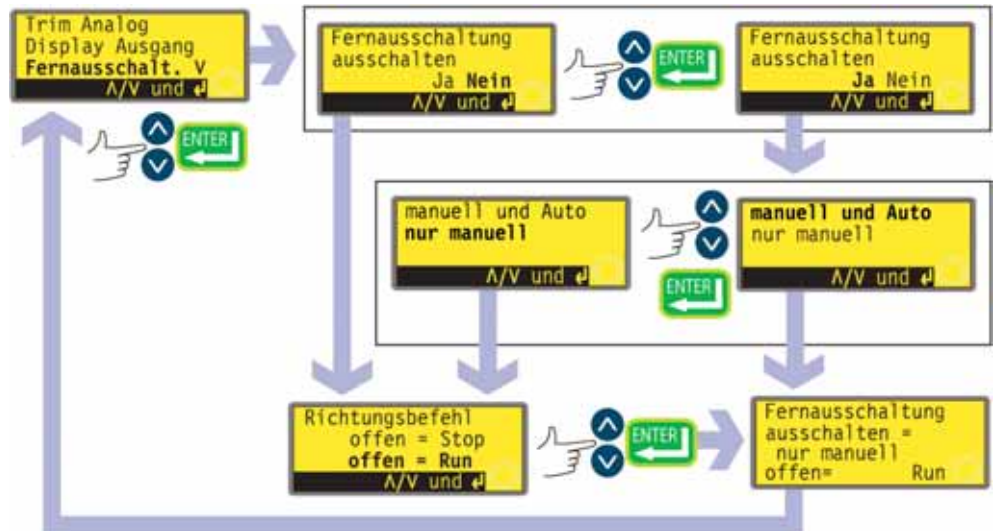 Trim Analog
Display Ausgang
Fernausschalt. V
Λ/V und ↲
ENTER
Fernausschaltung
ausschalten
Ja Nein
Λ/V und ↲
ENTER
Fernausschaltung
ausschalten
Ja Nein
Λ/V und ↲
manuell und Auto
nur manuell
Λ/V und ↲
ENTER
manuell und Auto
nur manuell
Λ/V und ↲
Richtungsbefehl
offen = Stop
offen = Run
Λ/V und ↲
ENTER
Fernausschaltung
ausschalten =
nur manuell
offen= Run